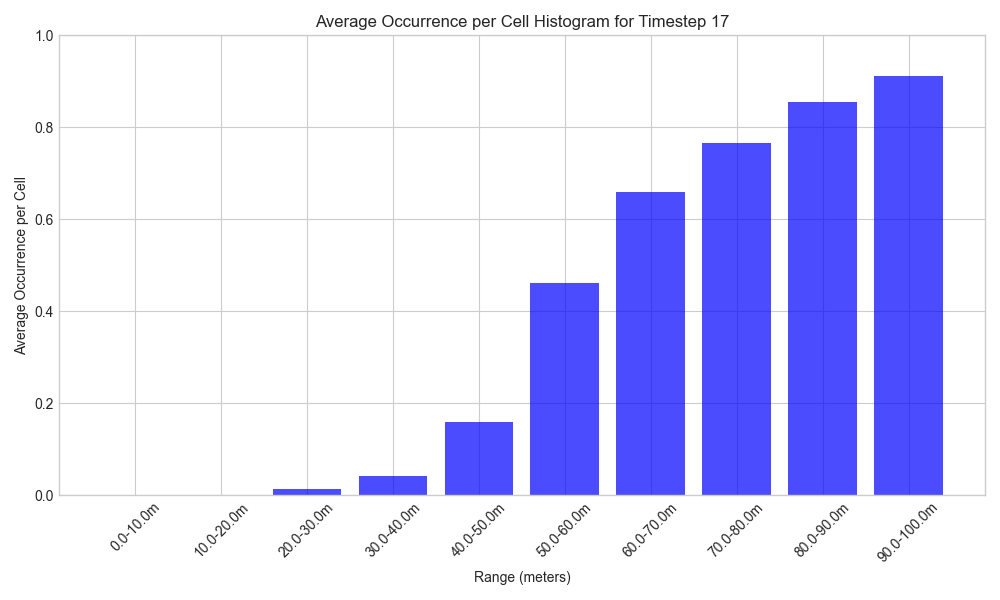 Average Occurrence per Cell Histogram for Timestep 17
Average Occurrence per Cell
1.0
0.8
0.6
0.4
0.2
0.0
0.0-10.0m
10.0-20.0m
20.0-30.0m
30.0-40.0m
40.0-50.0m
50.0-60.0m
60.0-70.0m
70.0-80.0m
80.0-90.0m
90.0-100.0m
Range (meters)